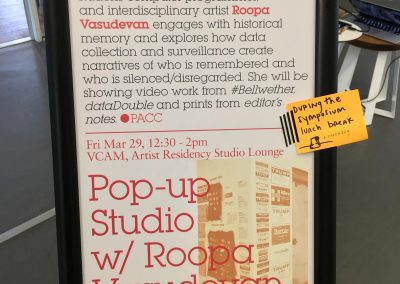 and interdisciplinary artist Roopa
Vasudevan engages with historical
memory and explores how data
collection and surveillance create
narratives of who is remembered and
who is silenced/disregarded. She will be
showing video work from #Bellwether,
dataDouble and prints from editor's
notes. PACC
DURING the
symposium
lunch break
Fri Mar 29, 12:30 - 2pm
VCAM, Artist Residency Studio Lounge
Pop-up
Studio
w/ Roopa
Vasudevan